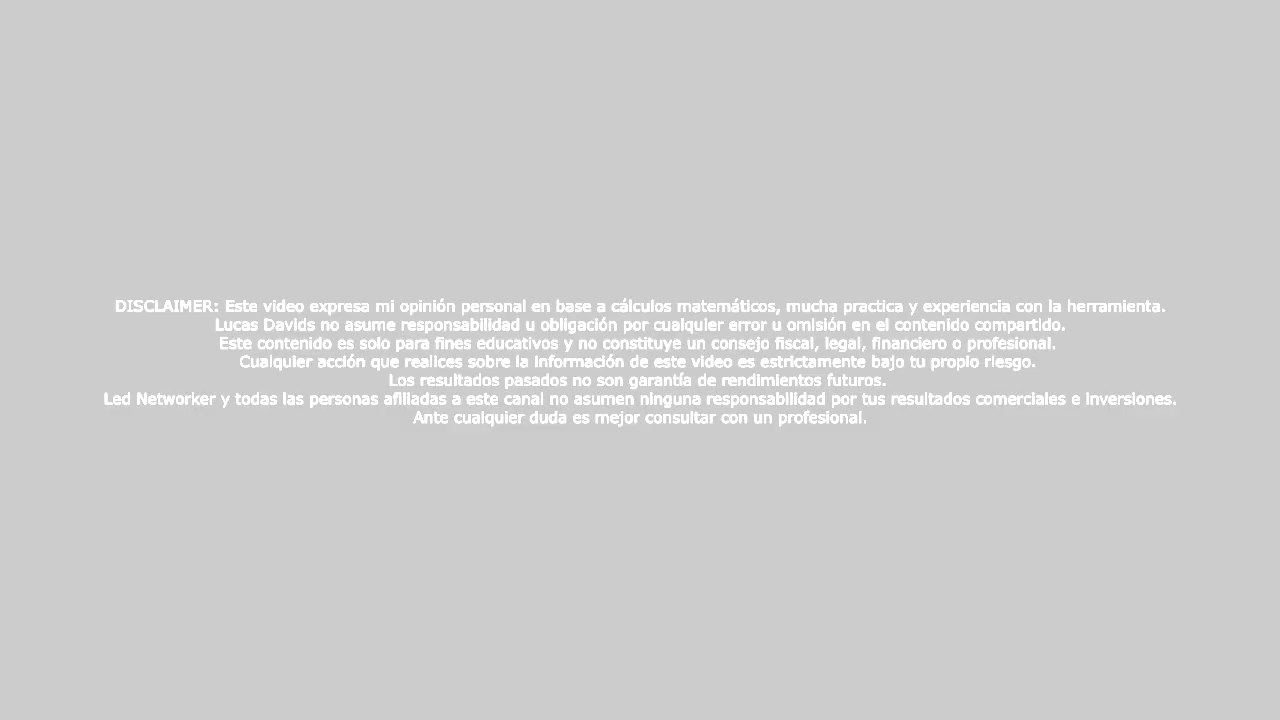 DISCLAIMER: Este video expresa mi opinión personal en base a cálculos matemáticos, mucha practica y experiencia con la herramienta.
Lucas Davids no asume responsabilidad u obligación por cualquier error u omisión en el contenido compartido.
Este contenido es solo para fines educativos y no constituye un consejo fiscal, legal, financiero o profesional.
Cualquier acción que realices sobre la información de este video es estrictamente bajo tu propio riesgo.
Los resultados pasados no son garantía de rendimientos futuros.
Led Networker y todas las personas afiliadas a este canal no asumen ninguna responsabilidad por tus resultados comerciales e inversiones.
Ante cualquier duda es mejor consultar con un profesional.